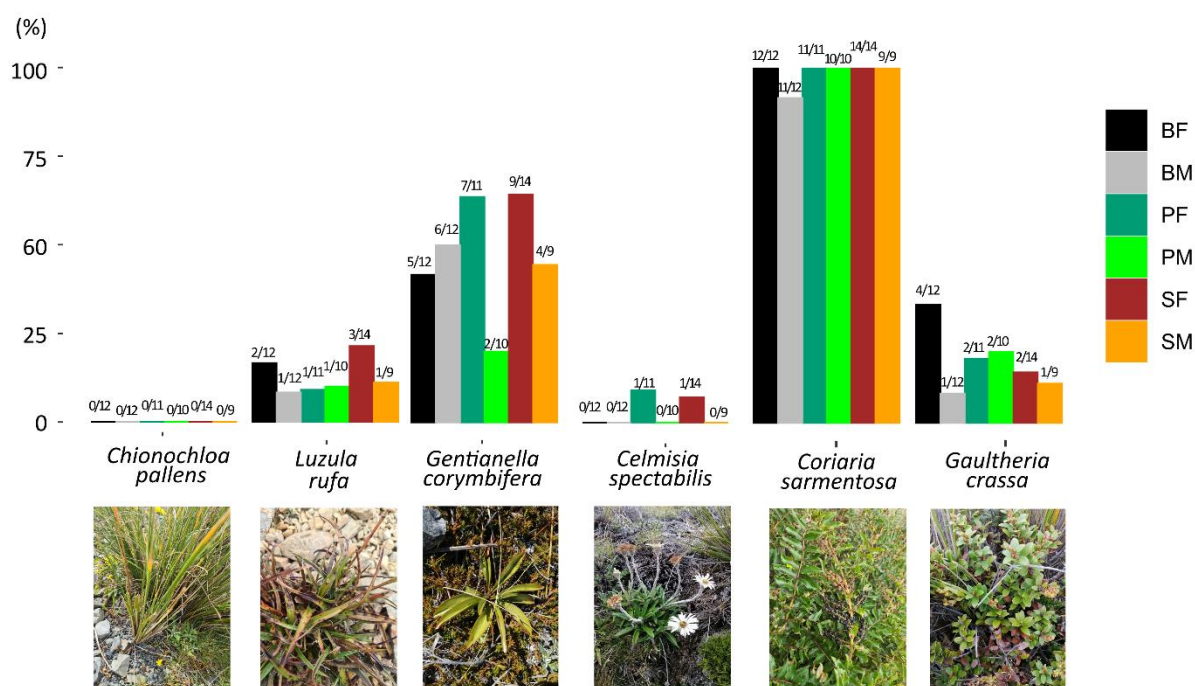 (%)
100
75
60
25
0
0/12 0/12 0/11 0/10 0/14 0/9
2/12 1/12 1/11 1/10 3/14 1/9
5/12 6/12 7/11 2/10 9/14 4/9
0/12 0/12 1/11 0/10 1/14 0/9
12/12 11/12 11/11 10/10 14/14 9/9
4/12 1/12 2/11 2/10 2/14 1/9
Chionochloa
pallens
Luzula
rufa
Gentianella
corymbifera
Celmisia
spectabilis
Coriaria
sarmentosa
Gaultheria
crassa
BF
BM
PF
PM
SF
SM